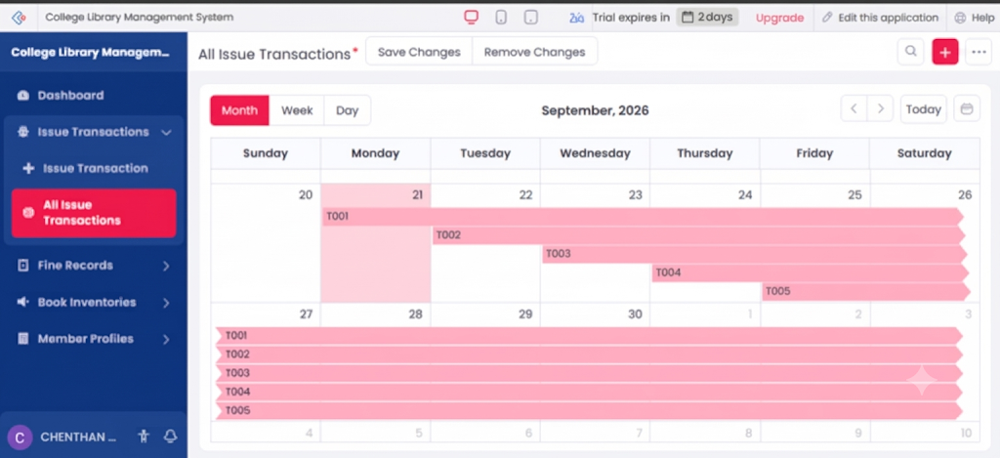 College Library Management System
Trial expires in 2 days Upgrade Edit this application Help
College Library Managem...
Dashboard
Issue Transactions
Issue Transaction
All Issue
Transactions
Fine Records
Book Inventories
Member Profiles
C CHENTHAN ...
All Issue Transactions* Save Changes Remove Changes
Month Week Day September, 2026 Today
Sunday Monday Tuesday Wednesday Thursday Friday Saturday
20 21 22 23 24 25 26
T001
T002
T003
T004
T005
27 28 29 30 1 2 3
T001
T002
T003
T004
T005
4 5 6 7 8 9 10